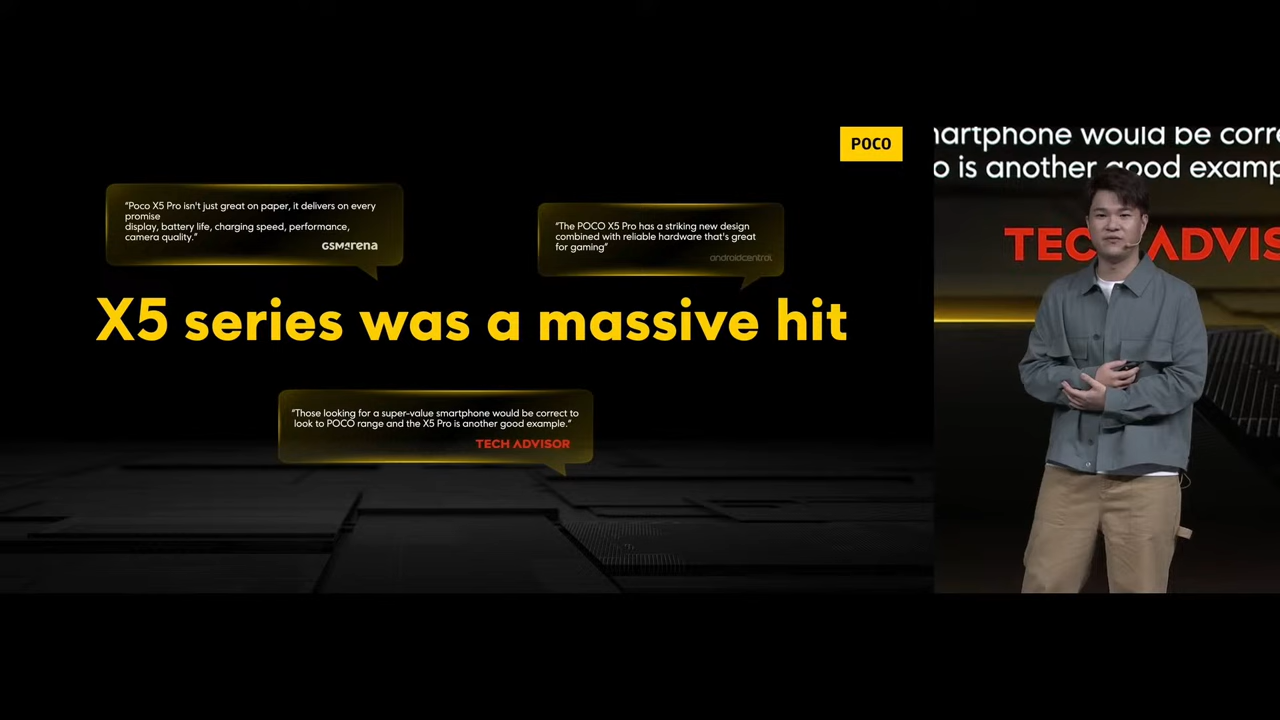 POCO
"Poco X5 Pro isn't just great on paper, it delivers on every
promise
display, battery life, charging speed, performance,
camera quality."
GSMarena
"The POCO X5 Pro has a striking new design
combined with reliable hardware that's great
for gaming"
androidcentral
X5 series was a massive hit
"Those looking for a super-value smartphone would be correct to
look to POCO range and the X5 Pro is another good example."
TECH ADVISOR
artphone would be corre
o is another good examp
TECH ADVIS